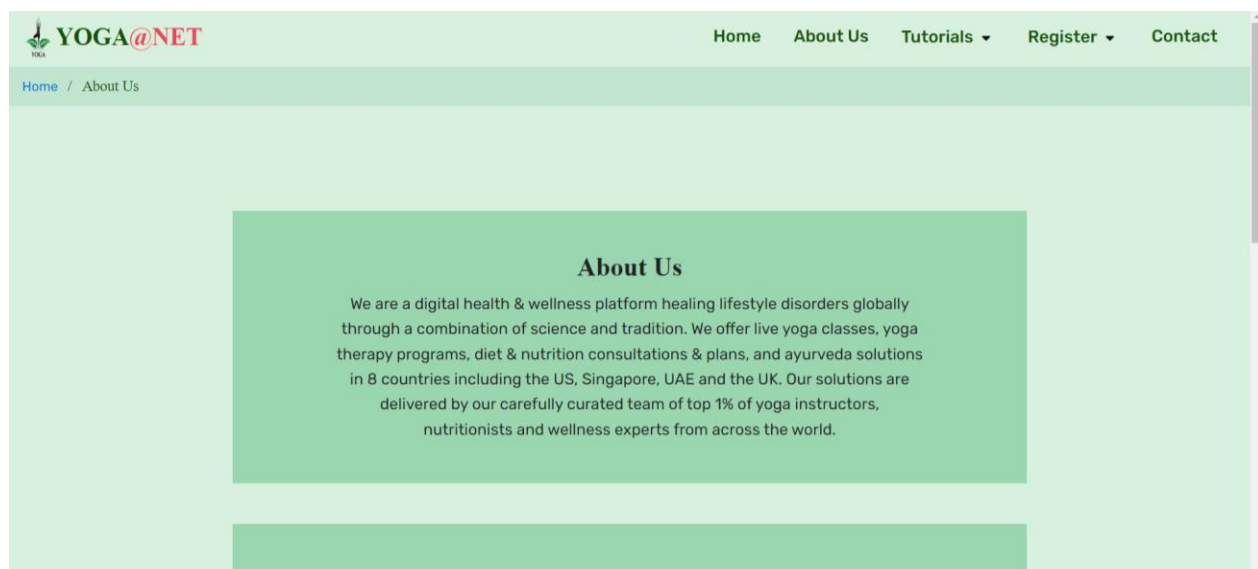 YOGA
YOGA@NET
Home About Us Tutorials Register Contact
Home / About Us
About Us
We are a digital health & wellness platform healing lifestyle disorders globally
through a combination of science and tradition. We offer live yoga classes, yoga
therapy programs, diet & nutrition consultations & plans, and ayurveda solutions
in 8 countries including the US, Singapore, UAE and the UK. Our solutions are
delivered by our carefully curated team of top 1% of yoga instructors,
nutritionists and wellness experts from across the world.